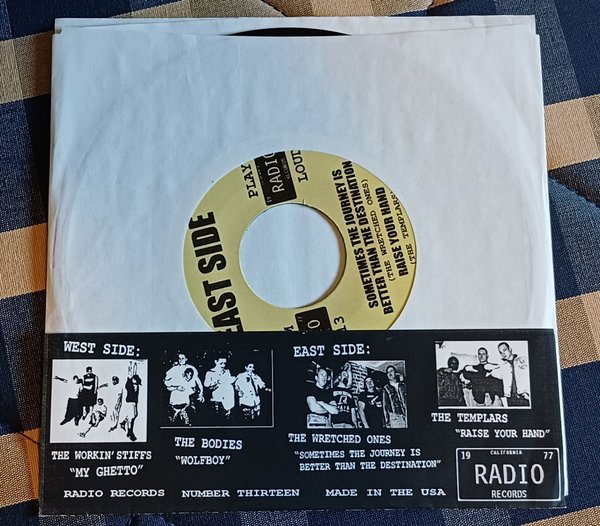 EAST SIDE
PLAY
LOUD
"RADIO"
RECORDS
SOMETIMES THE JOURNEY IS
BETTER THAN THE DESTINATION
(THE WRETCHED ONES)
RAISE YOUR HAND
(THE TEMPLARS)
13
WEST SIDE:
THE WORKIN'STIFFS
"MY GHETTO"
THE BODIES
"WOLFBOY"
EAST SIDE:
THE WRETCHED ONES
"SOMETIMES THE JOURNEY IS
BETTER THAN THE DESTINATION"
THE TEMPLARS
"RAISE YOUR HAND"
RADIO RECORDS NUMBER THIRTEEN MADE IN THE USA
19 CALIFORNIA 77
RADIO
RECORDS